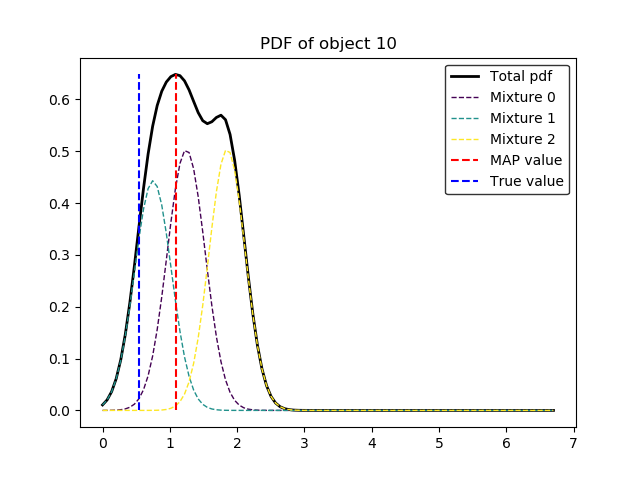 PDF of object 10
Total pdf
Mixture 0
Mixture 1
Mixture 2
MAP value
True value
0.6
0.5
0.4
0.3
0.2
0.1
0.0
0 1 2 3 4 5 6 7